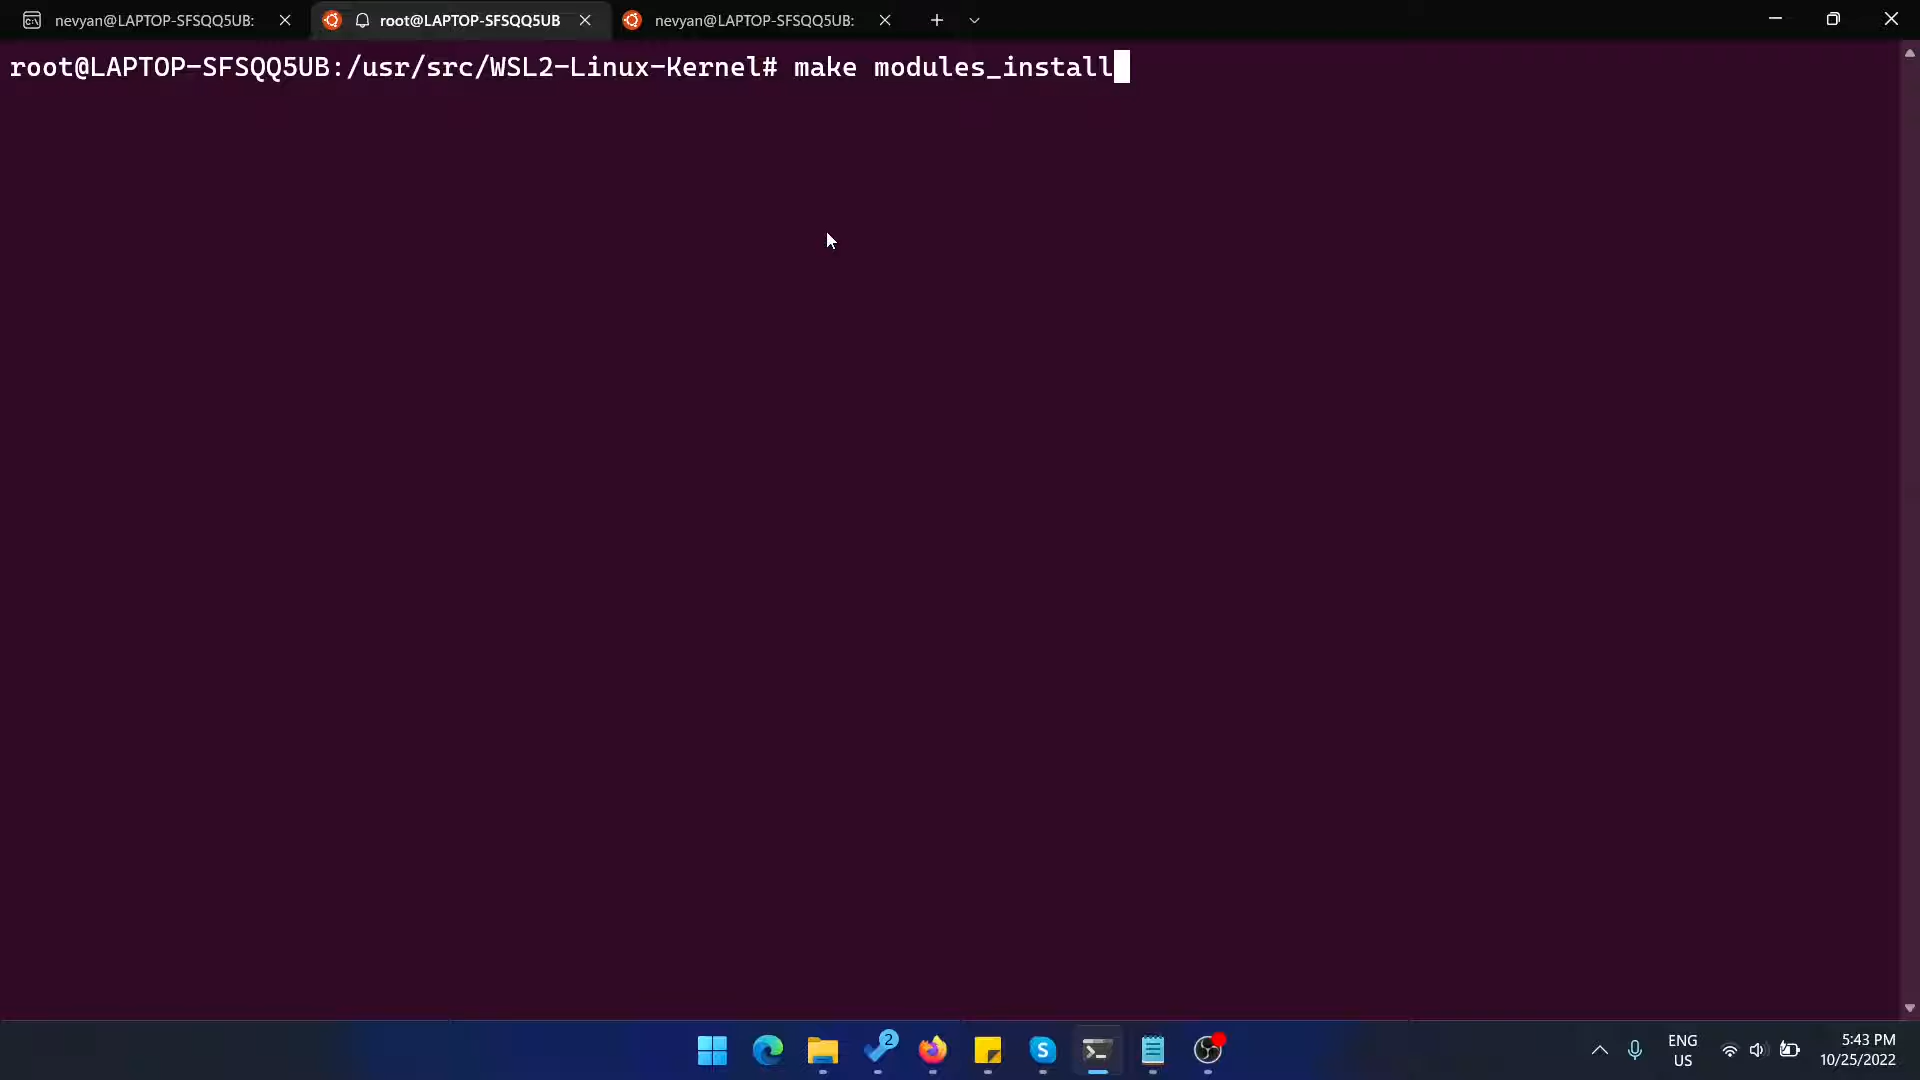 nevyan@LAPTOP-SFSQQ5UB:
root@LAPTOP-SFSQQ5UB
nevyan@LAPTOP-SFSQQ5UB:
root@LAPTOP-SFSQQ5UB:/usr/src/WSL2-Linux-Kernel# make modules_install
2
S
ENG
US
5:43 PM
10/25/2022